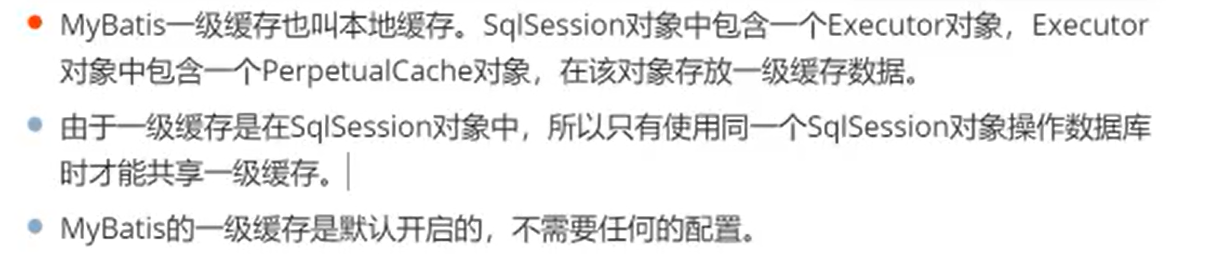 MyBatis一级缓存也叫本地缓存。SqlSession对象中包含一个Executor对象，Executor
对象中包含一个PerpetualCache对象，在该对象存放一级缓存数据。
由于一级缓存是在SqlSession对象中，所以只有使用同一个SqlSession对象操作数据库
时才能共享一级缓存。
MyBatis的一级缓存是默认开启的，不需要任何的配置。